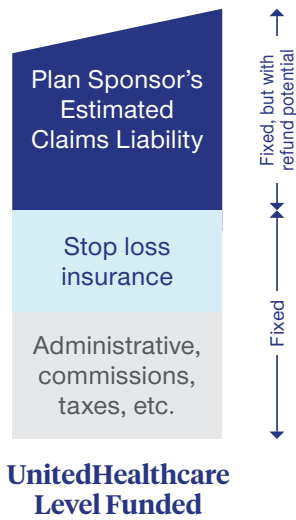 Plan Sponsor's
Estimated
Claims Liability
Fixed, but with
refund potential
Stop loss
insurance
Administrative,
commissions,
taxes, etc.
Fixed
UnitedHealthcare
Level Funded